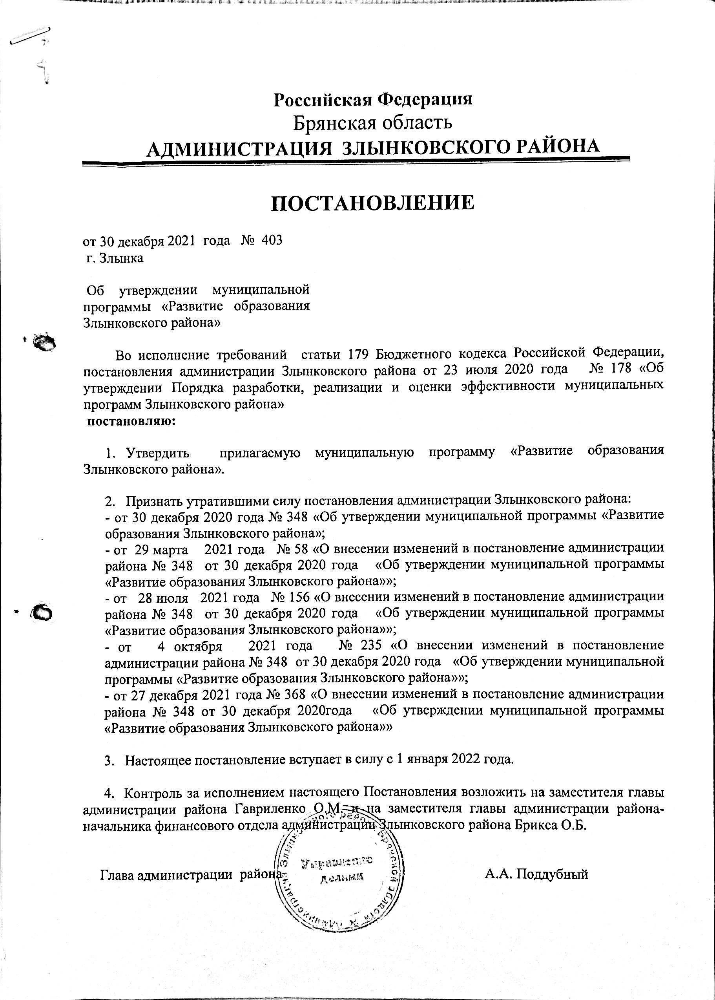 Российская Федерация
Брянская область
АДМИНИСТРАЦИЯ ЗЛЫНКОВСКОГО РАЙОНА
ПОСТАНОВЛЕНИЕ
от 30 декабря 2021 года № 403
г. Злынка
Об утверждении муниципальной
программы «Развитие образования
Злынковского района»
Во исполнение требований статьи 179 Бюджетного кодекса Российской Федерации,
постановления администрации Злынковского района от 23 июля 2020 года № 178 «Об
утверждении Порядка разработки, реализации и оценки эффективности муниципальных
программ Злынковского района»
постановляю:
1. Утвердить прилагаемую муниципальную программу «Развитие образования
Злынковского района».
2. Признать утратившими силу постановления администрации Злынковского района:
- от 30 декабря 2020 года № 348 «Об утверждении муниципальной программы «Развитие
образования Злынковского района»;
- от 29 марта 2021 года № 58 «О внесении изменений в постановление администрации
района № 348 от 30 декабря 2020 года «Об утверждении муниципальной программы
«Развитие образования Злынковского района»»;
- от 28 июля 2021 года № 156 «О внесении изменений в постановление администрации
района № 348 от 30 декабря 2020 года «Об утверждении муниципальной программы
«Развитие образования Злынковского района»»;
- от 4 октября 2021 года № 235 «О внесении изменений в постановление
администрации района № 348 от 30 декабря 2020 года «Об утверждении муниципальной
программы «Развитие образования Злынковского района»»;
- от 27 декабря 2021 года № 368 «О внесении изменений в постановление администрации
района № 348 от 30 декабря 2020года «Об утверждении муниципальной программы
«Развитие образования Злынковского района»»
3. Настоящее постановление вступает в силу с 1 января 2022 года.
4. Контроль за исполнением настоящего Постановления возложить на заместителя главы
администрации района Гавриленко О.М. и на заместителя главы администрации района-
начальника финансового отдела администрации Злынковского района Брикса О.Б.
Глава администрации района А.А. Поддубный